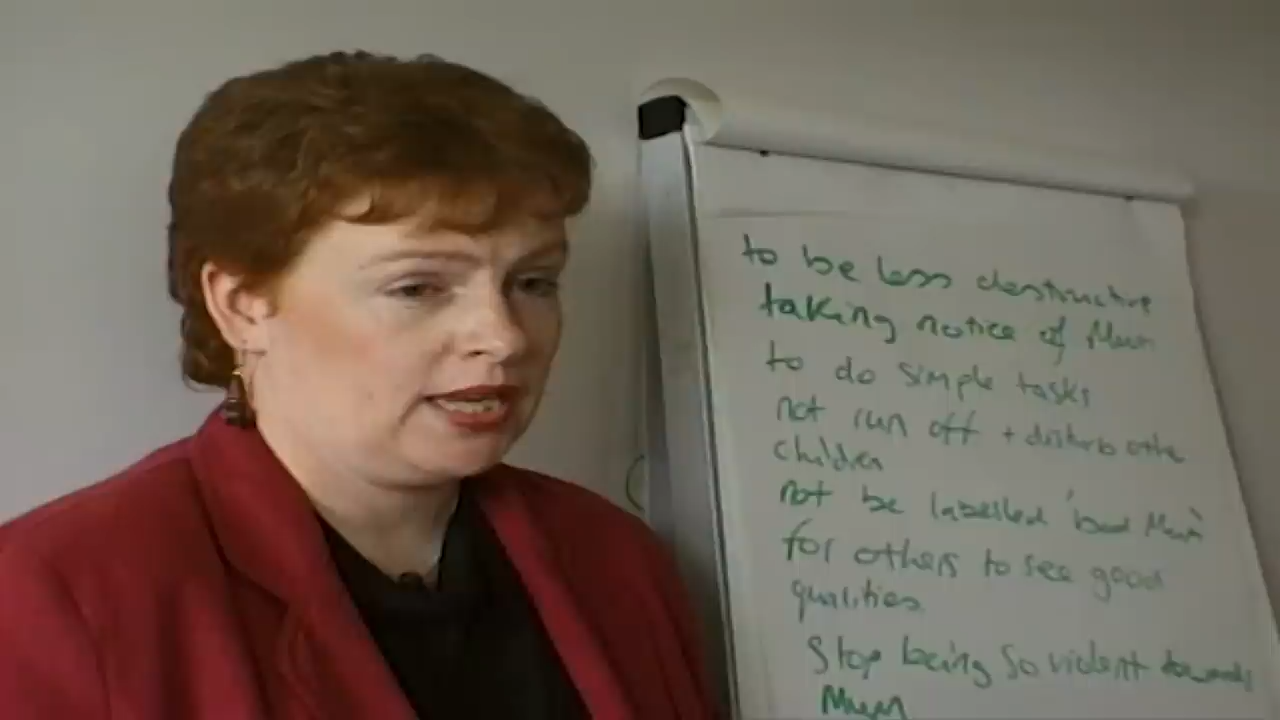 to be less destructive
taking notice of Mum
to do simple tasks
not run off + disturb other
children
not be labelled 'bad Mum'
for others to see good
qualities
Stop being so violent towards
Mum